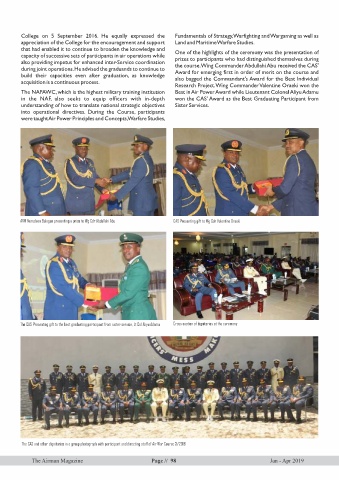 College on 5 September 2016. He equally expressed the
appreciation of the College for the encouragement and support
that had enabled it to continue to broaden the knowledge and
capacity of successive sets of participants in air operations while
also providing impetus for enhanced inter-Service coordination
during joint operations. He advised the graduands to continue to
build their capacities even after graduation, as knowledge
acquisition is a continuous process.
The NAFAWC, which is the highest military training institution
in the NAF, also seeks to equip officers with in-depth
understanding of how to translate national strategic objectives
into operational directives. During the Course, participants
were taught Air Power Principles and Concepts, Warfare Studies,
Fundamentals of Strategy, Warfighting and Wargaming as well as
Land and Maritime Warfare Studies.
One of the highlights of the ceremony was the presentation of
prizes to participants who had distinguished themselves during
the course. Wing Commander Abdullahi Abu received the CAS'
Award for emerging first in order of merit on the course and
also bagged the Commandant's Award for the Best Individual
Research Project, Wing Commander Valentine Oraeki won the
Best in Air Power Award while Lieutenant Colonel Aliyu Adamu
won the CAS' Award as the Best Graduating Participant from
Sister Services.
presenting a prize to Wg Cdr Abdullahi Abu
CAS Presenting gift to Wg Cdr Valentine Oraeki
The CAS Presenting gift to the best graduating participant from sister services, Lt Col Aliyu Adamu
Cross section of dignitaries at the ceremony
MESS MAK
The CAS and other dignitaries in a group photograph with participant and directing staff of Air War Course 3/2018
The Airman Magazine
Page // 98
Jan - Apr 2019